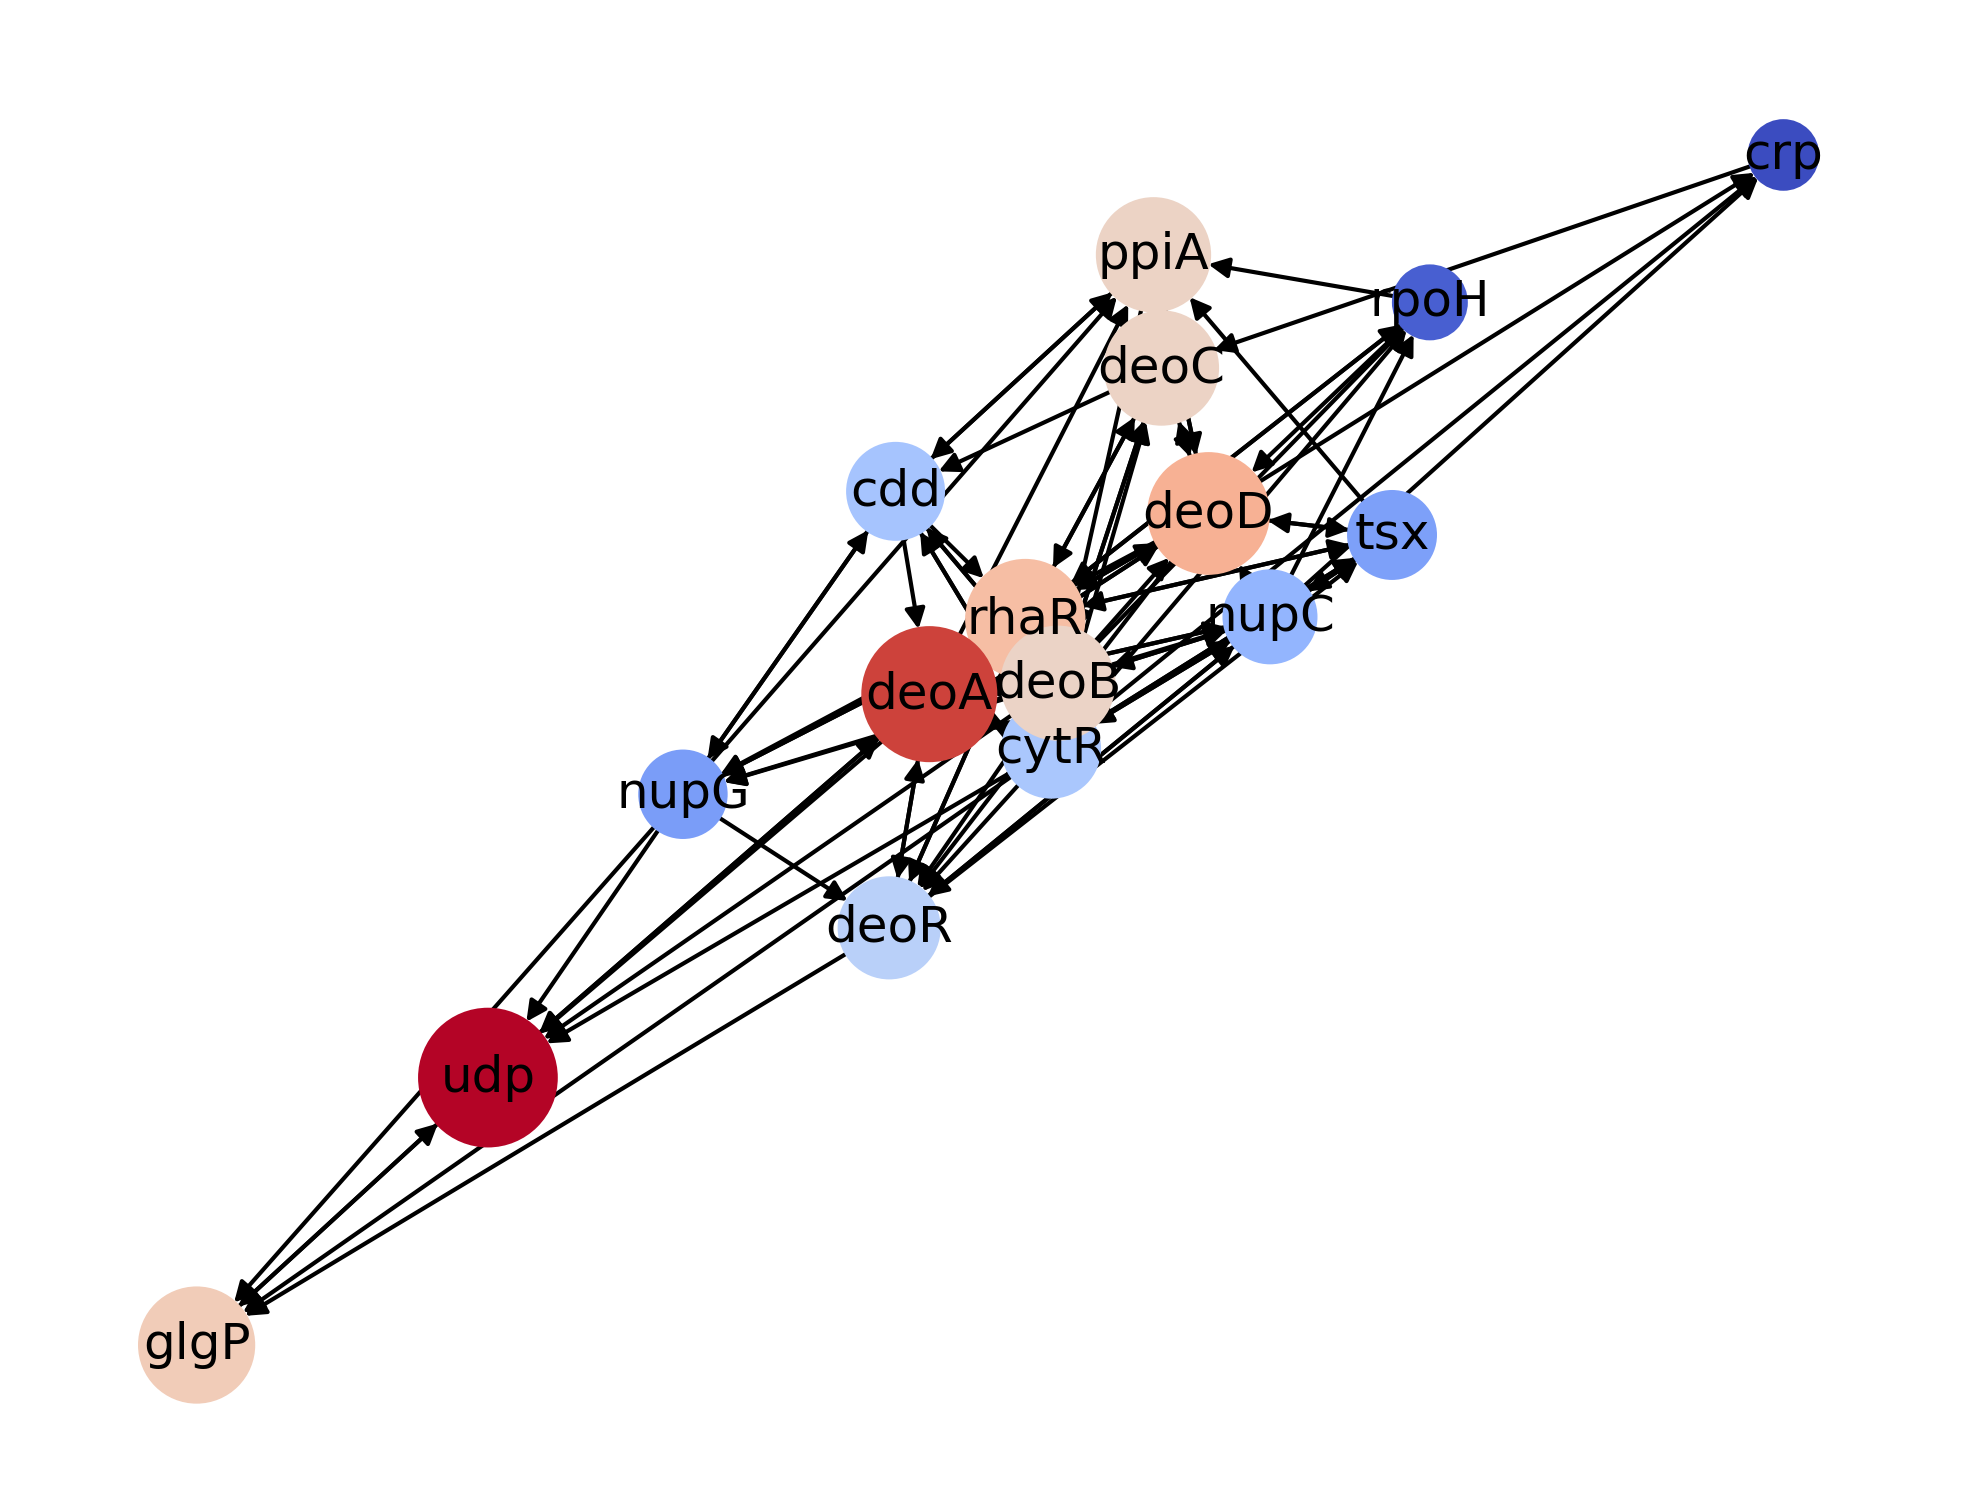 crp
ppiA
rpoH
deoC
cdd
deoD
tsx
rhaR
nupC
deoA
deoB
cytR
nupG
deoR
udp
glgP